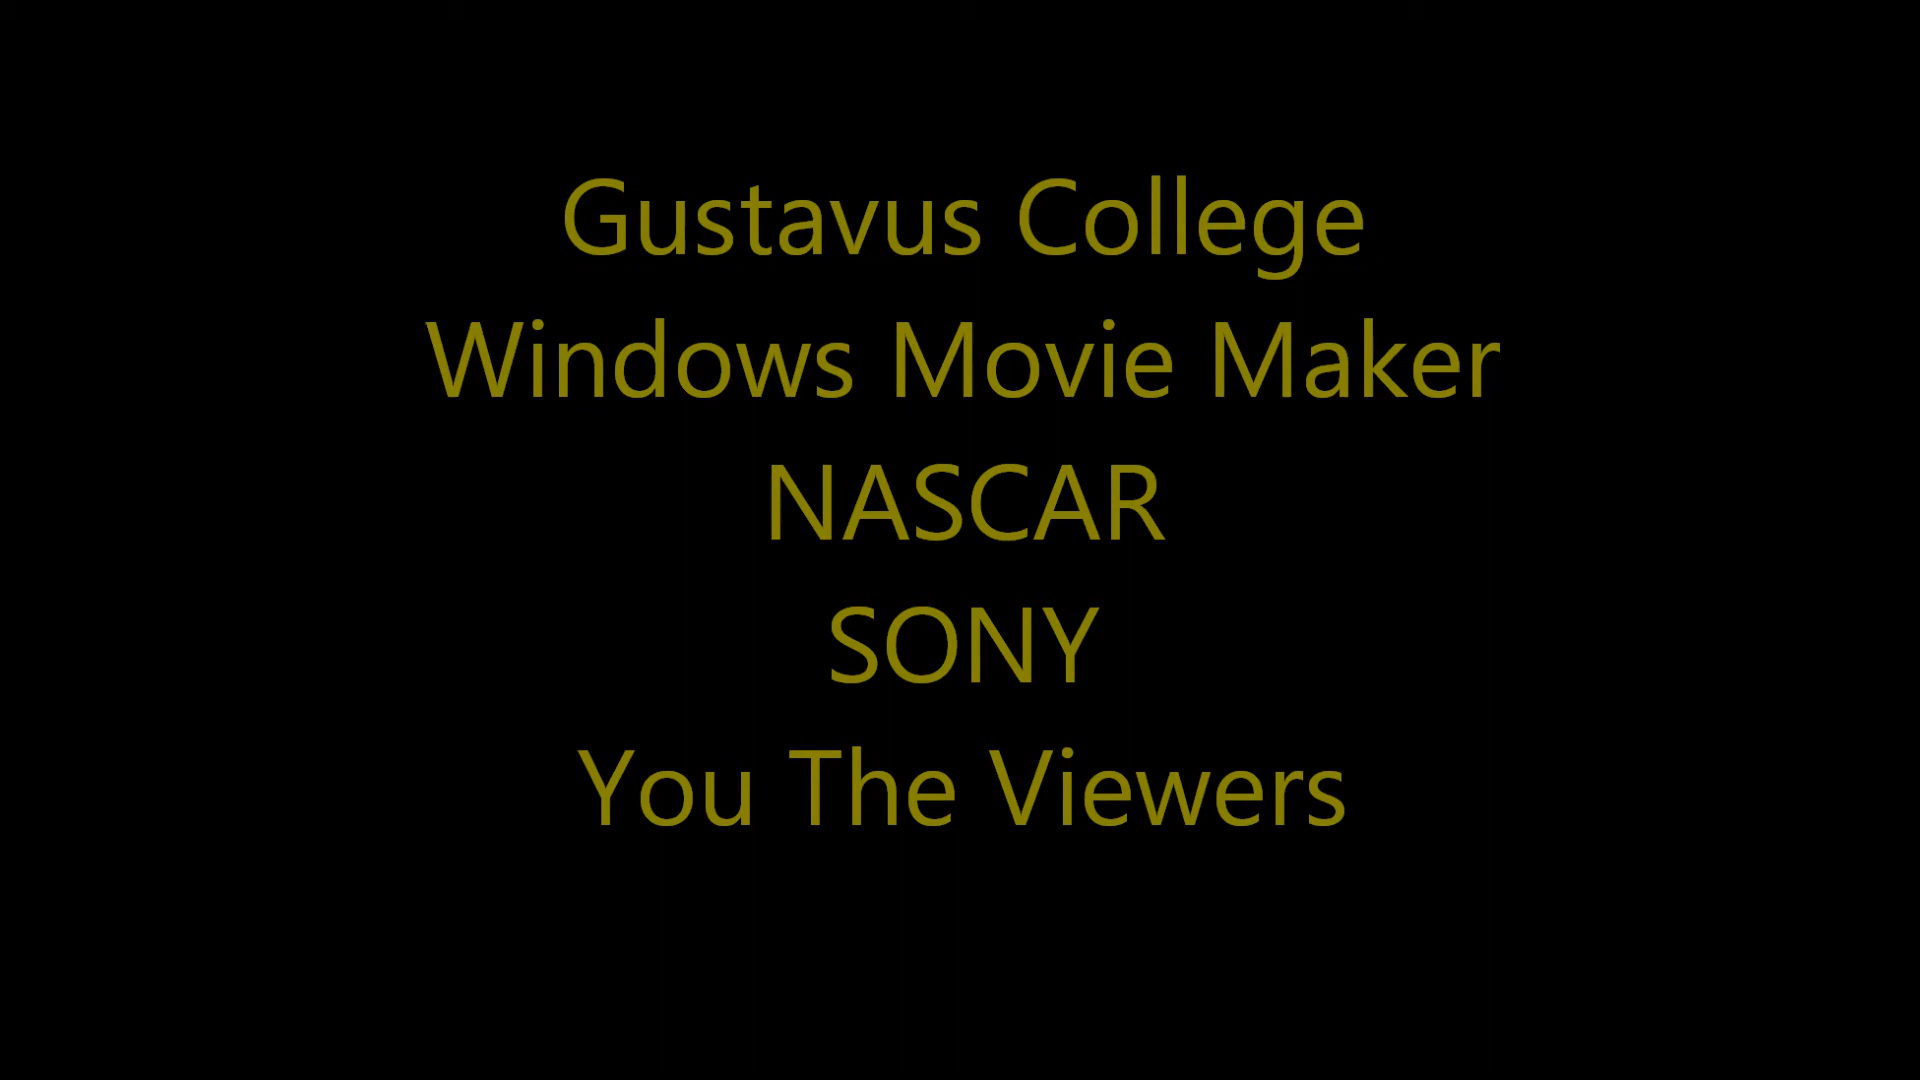 Gustavus College
Windows Movie Maker
NASCAR
SONY
You The Viewers